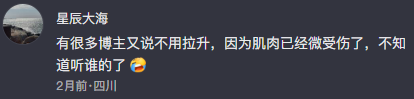 星辰大海
有很多博主又说不用拉升，因为肌肉已经微受伤了，不知
道听谁的了🤣
2月前·四川